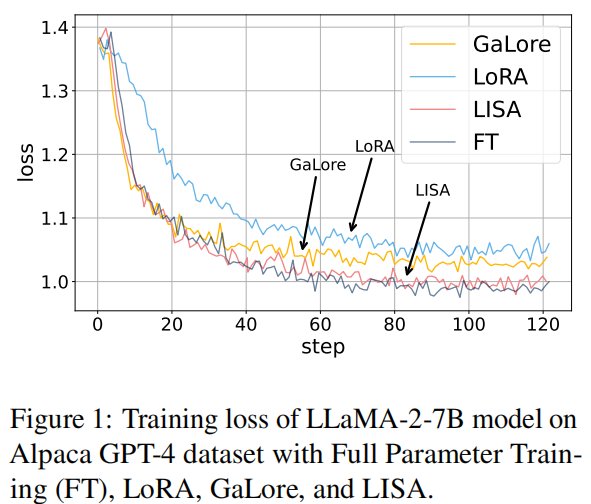 1.4
1.3
1.2
1.1
1.0
loss
GaLore
LoRA
LISA
FT
GaLore
LoRA
LISA
0 20 40 60 80 100 120
step
Figure 1: Training loss of LLaMA-2-7B model on
Alpaca GPT-4 dataset with Full Parameter Train-
ing (FT), LoRA, GaLore, and LISA.